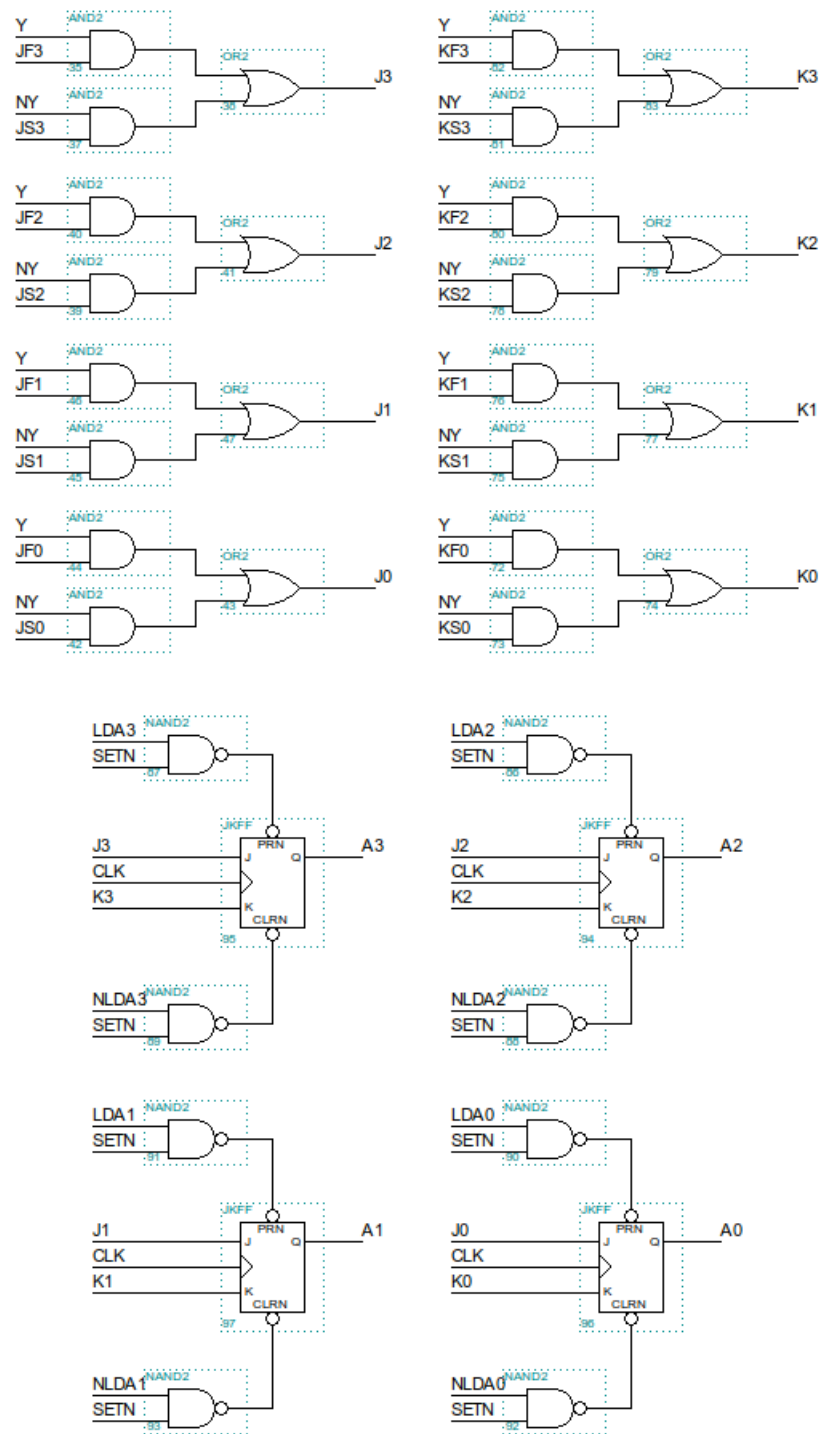 Y
AND2
JF3
35
NY
AND2
JS3
37
OR2
38
J3
Y
AND2
KF3
82
NY
AND2
KS3
81
OR2
83
K3
Y
AND2
JF2
40
NY
AND2
JS2
39
OR2
41
J2
Y
AND2
KF2
80
NY
AND2
KS2
78
OR2
79
K2
Y
AND2
JF1
46
NY
AND2
JS1
45
OR2
47
J1
Y
AND2
KF1
76
NY
AND2
KS1
75
OR2
77
K1
Y
AND2
JF0
44
NY
AND2
JS0
42
OR2
43
J0
Y
AND2
KF0
72
NY
AND2
KS0
73
OR2
74
K0
LDA3
NAND2
SETN
87
JKFF
PRN
J3
J
Q
A3
CLK
K3
K
CLRN
95
NLDA3
NAND2
SETN
89
LDA2
NAND2
SETN
86
JKFF
PRN
J2
J
Q
A2
CLK
K2
K
CLRN
94
NLDA2
NAND2
SETN
88
LDA1
NAND2
SETN
91
JKFF
PRN
J1
J
Q
A1
CLK
K1
K
CLRN
97
NLDA1
NAND2
SETN
93
LDA0
NAND2
SETN
90
JKFF
PRN
J0
J
Q
A0
CLK
K0
K
CLRN
96
NLDA0
NAND2
SETN
92